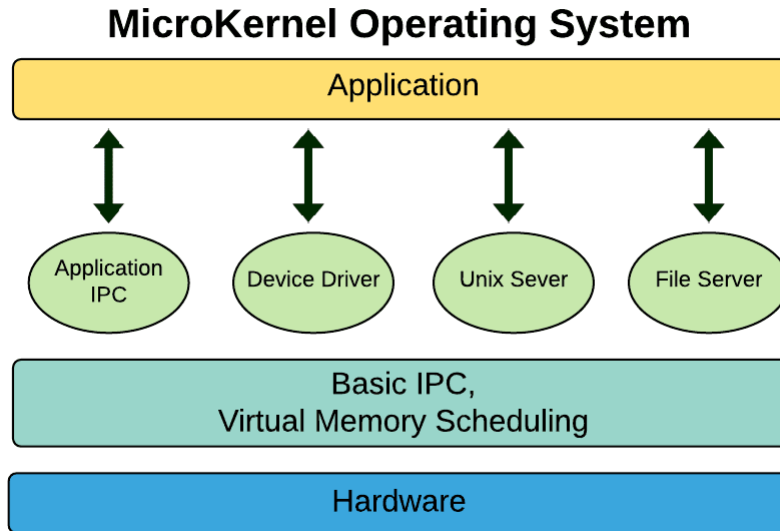 MicroKernel Operating System
Application
Application
IPC
Device Driver
Unix Sever
File Server
Basic IPC,
Virtual Memory Scheduling
Hardware